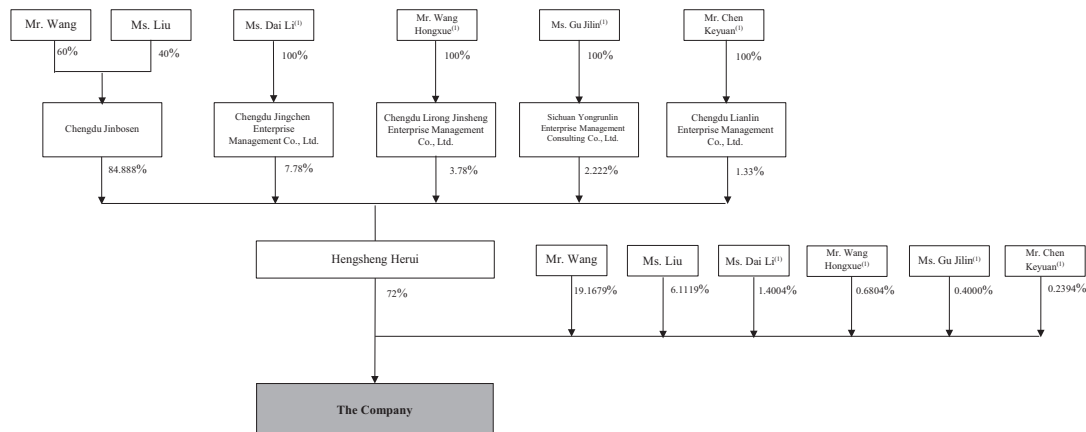 Mr. Wang
Ms. Liu
Ms. Dai Li(1)
Mr. Wang
Hongxue(1)
Ms. Gu Jilin(1)
Mr. Chen
Keyuan(1)
60%
40%
100%
100%
100%
100%
Chengdu Jinbosen
Chengdu Jingchen
Enterprise
Management Co., Ltd.
Chengdu Lirong Jinsheng
Enterprise Management
Co., Ltd.
Sichuan Yongrunlin
Enterprise Management
Consulting Co., Ltd.
Chengdu Lianlin
Enterprise Management
Co., Ltd.
84.888%
7.78%
3.78%
2.222%
1.33%
Hengsheng Herui
Mr. Wang
Ms. Liu
Ms. Dai Li(1)
Mr. Wang
Hongxue(1)
Ms. Gu Jilin(1)
Mr. Chen
Keyuan(1)
72%
19.1679%
6.1119%
1.4004%
0.6804%
0.4000%
0.2394%
The Company